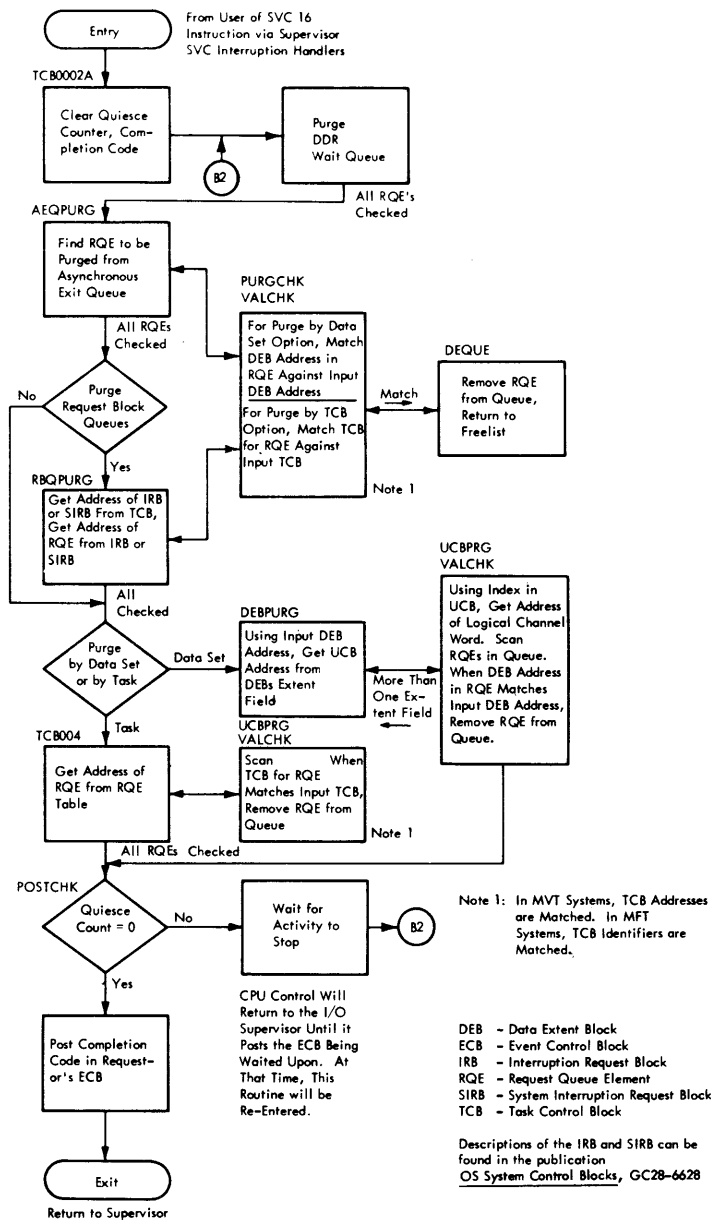 From User of SVC 16
Instruction via Supervisor
SVC Interruption Handlers
Entry
TCB0002A
Clear Quiesce
Counter, Com-
pletion Code
B2
Purge
DDR
Wait Queue
All RQE's
Checked
AEQPURG
Find RQE to be
Purged from
Asynchronous
Exit Queue
All RQEs
Checked
PURGCHK
VALCHK
For Purge by Data
Set Option, Match
DEB Address in
RQE Against Input
DEB Address
For Purge by TCB
Option, Match TCB
for RQE Against
Input TCB
Note 1
Match
DEQUE
Remove RQE
from Queue,
Return to
Freelist
No
Purge
Request Block
Queues
Yes
RBQPURG
Get Address of IRB
or SIRB From TCB,
Get Address of
RQE from IRB or
SIRB
All
Checked
Purge
by Data Set
or by Task
Data Set
Task
DEBPURG
Using Input DEB
Address, Get UCB
Address from
DEBs Extent
Field
More Than
One Ex-
tent Field
UCBPRG
VALCHK
Using Index in
UCB, Get Address
of Logical Channel
Word. Scan
RQEs in Queue.
When DEB Address
in RQE Matches
Input DEB Address,
Remove RQE from
Queue.
TCB004
Get Address of
RQE from RQE
Table
UCBPRG
VALCHK
Scan When
TCB for RQE
Matches Input TCB,
Remove RQE from
Queue
Note 1
All RQEs Checked
POSTCHK
Quiesce
Count = 0
No
Yes
Wait for
Activity to
Stop
B2
CPU Control Will
Return to the I/O
Supervisor Until it
Posts the ECB Being
Waited Upon. At
That Time, This
Routine will be
Re-Entered.
Post Completion
Code in Request-
or's ECB
Exit
Return to Supervisor
Note 1: In MVT Systems, TCB Addresses
are Matched. In MFT
Systems, TCB Identifiers are
Matched.
DEB - Data Extent Block
ECB - Event Control Block
IRB - Interruption Request Block
RQE - Request Queue Element
SIRB - System Interruption Request Block
TCB - Task Control Block
Descriptions of the IRB and SIRB can be
found in the publication
OS System Control Blocks, GC28-6628